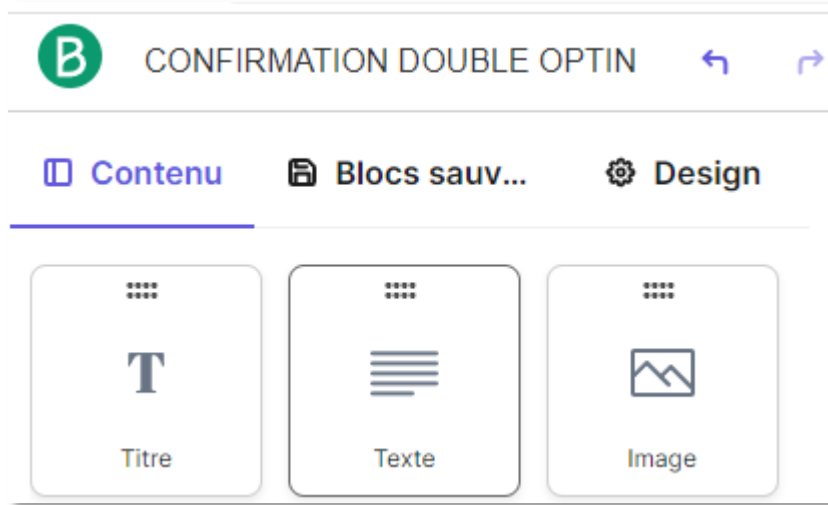 B CONFIRMATION DOUBLE OPTIN
Contenu Blocs sauv... Design
T
Titre Texte Image